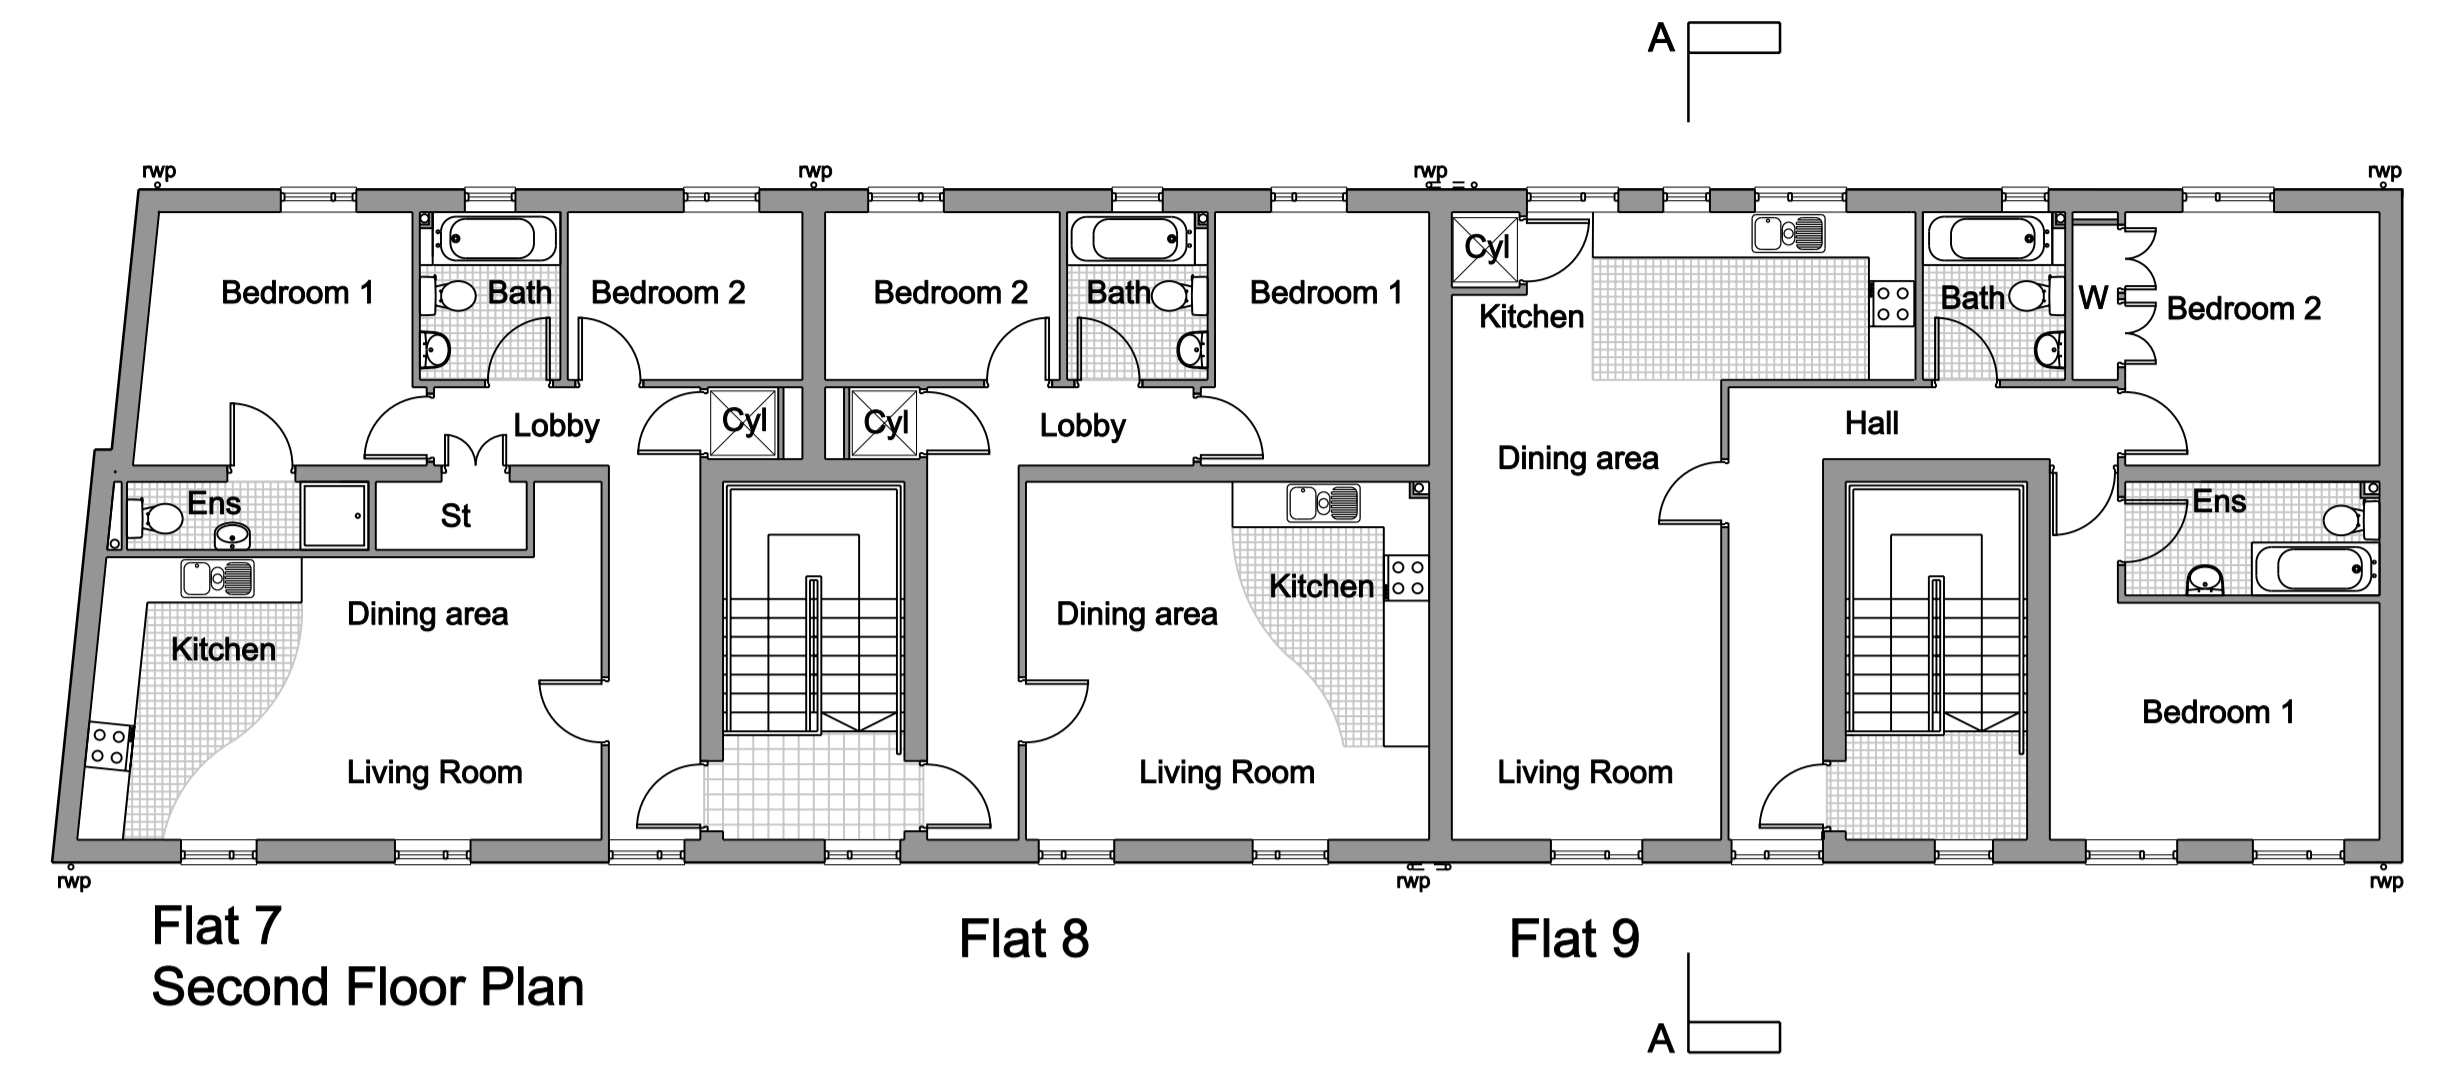 A
rwp
rwp
rwp
rwp
Cyl
Bedroom 1
Bath
Bedroom 2
Bedroom 2
Bath
Bedroom 1
Kitchen
Bath
W
Bedroom 2
Lobby
Cyl
Cyl
Lobby
Hall
Dining area
Ens
St
Ens
Kitchen
Dining area
Dining area
Kitchen
Bedroom 1
Living Room
Living Room
Living Room
rwp
rwp
rwp
Flat 7
Flat 8
Flat 9
Second Floor Plan
A